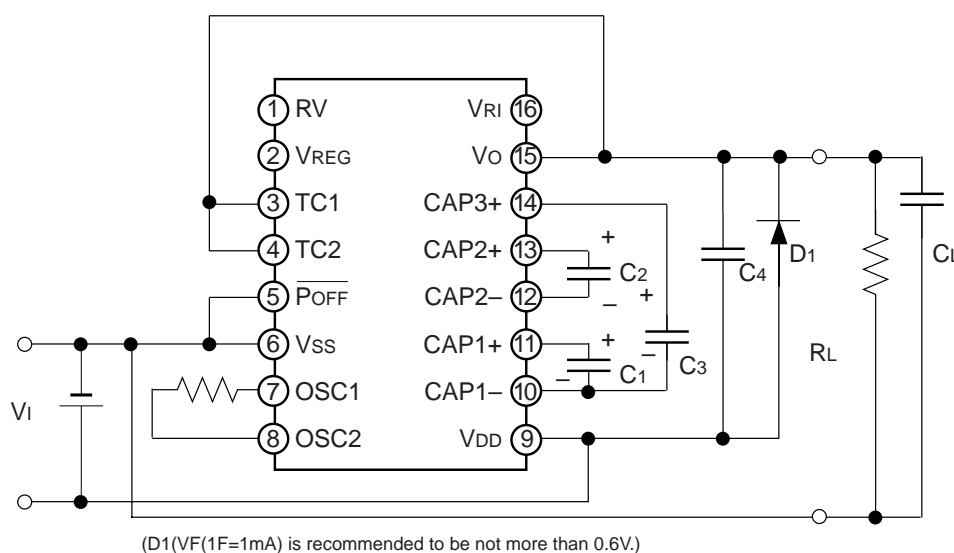 1 RV
2 VREG
3 TC1
4 TC2
5 POFF
6 VSS
7 OSC1
8 OSC2
VRI 16
VO 15
CAP3+ 14
CAP2+ 13
CAP2– 12
CAP1+ 11
CAP1– 10
VDD 9
VI
+
C2
–
+
C1
–
+
C3
–
C4
D1
RL
CL
(D1(VF(1F=1mA) is recommended to be not more than 0.6V.)